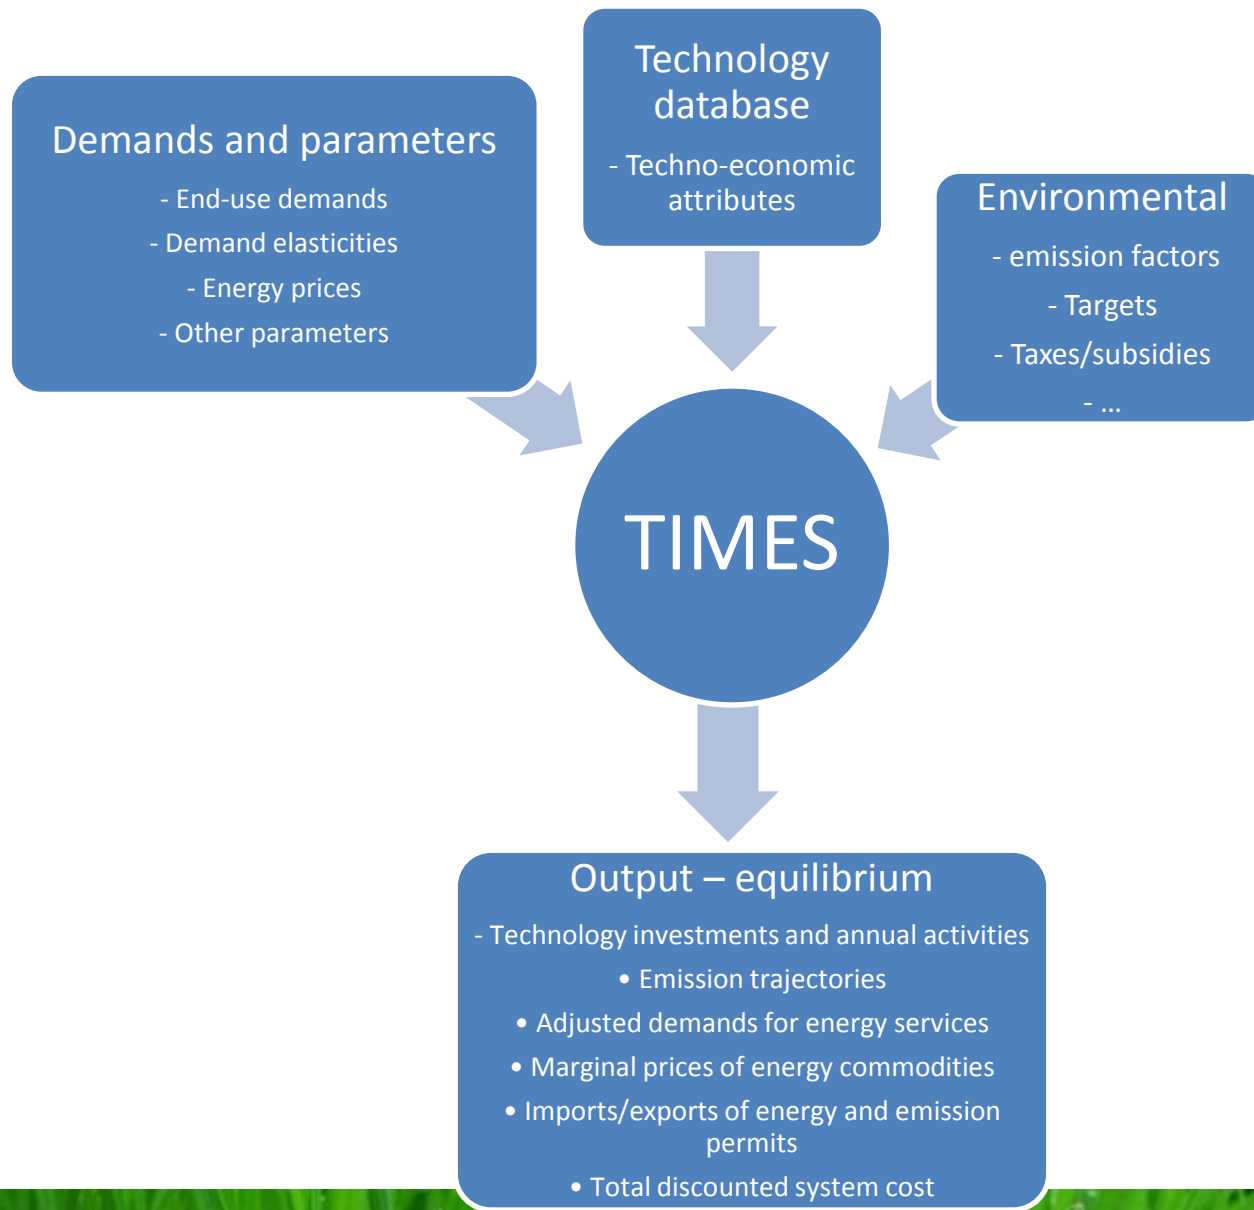 Technology
database
- Techno-economic
attributes
Demands and parameters
- End-use demands
- Demand elasticities
- Energy prices
- Other parameters
Environmental
- emission factors
- Targets
- Taxes/subsidies
- ...
TIMES
Output – equilibrium
- Technology investments and annual activities
• Emission trajectories
• Adjusted demands for energy services
• Marginal prices of energy commodities
• Imports/exports of energy and emission
permits
• Total discounted system cost